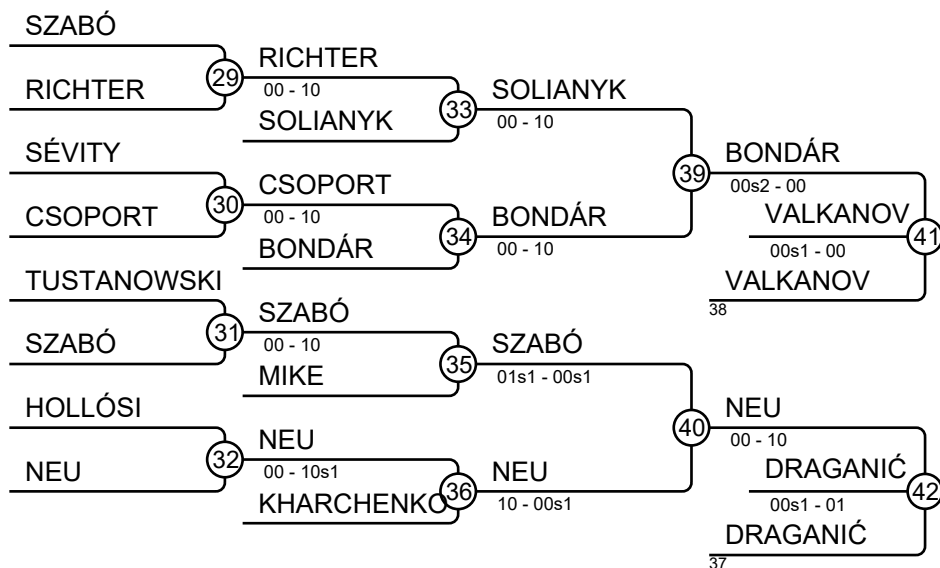 SZABÓ
29
RICHTER
RICHTER
00 - 10
33
SOLIANYK
SOLIANYK
00 - 10
SÉVITY
30
CSOPORT
CSOPORT
00 - 10
34
BONDÁR
BONDÁR
00 - 10
39
BONDÁR
00s2 - 00
VALKANOV
00s1 - 00
41
VALKANOV
38
TUSTANOWSKI
31
SZABÓ
SZABÓ
00 - 10
35
MIKE
SZABÓ
01s1 - 00s1
HOLLÓSI
32
NEU
NEU
00 - 10s1
36
KHARCHENKO
NEU
10 - 00s1
40
NEU
00 - 10
DRAGANIĆ
00s1 - 01
42
DRAGANIĆ
37